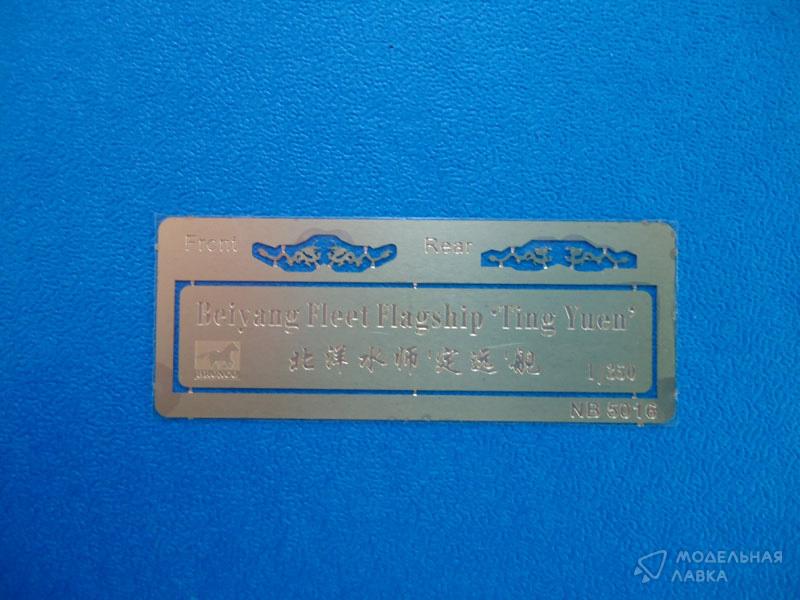 Front
Rear
Beiyang Fleet Flagship 'Ting Yuen'
北洋水师'定远'舰
BRONCO
1/350
NB 5016
МОДЕЛЬНАЯ
ЛАВКА